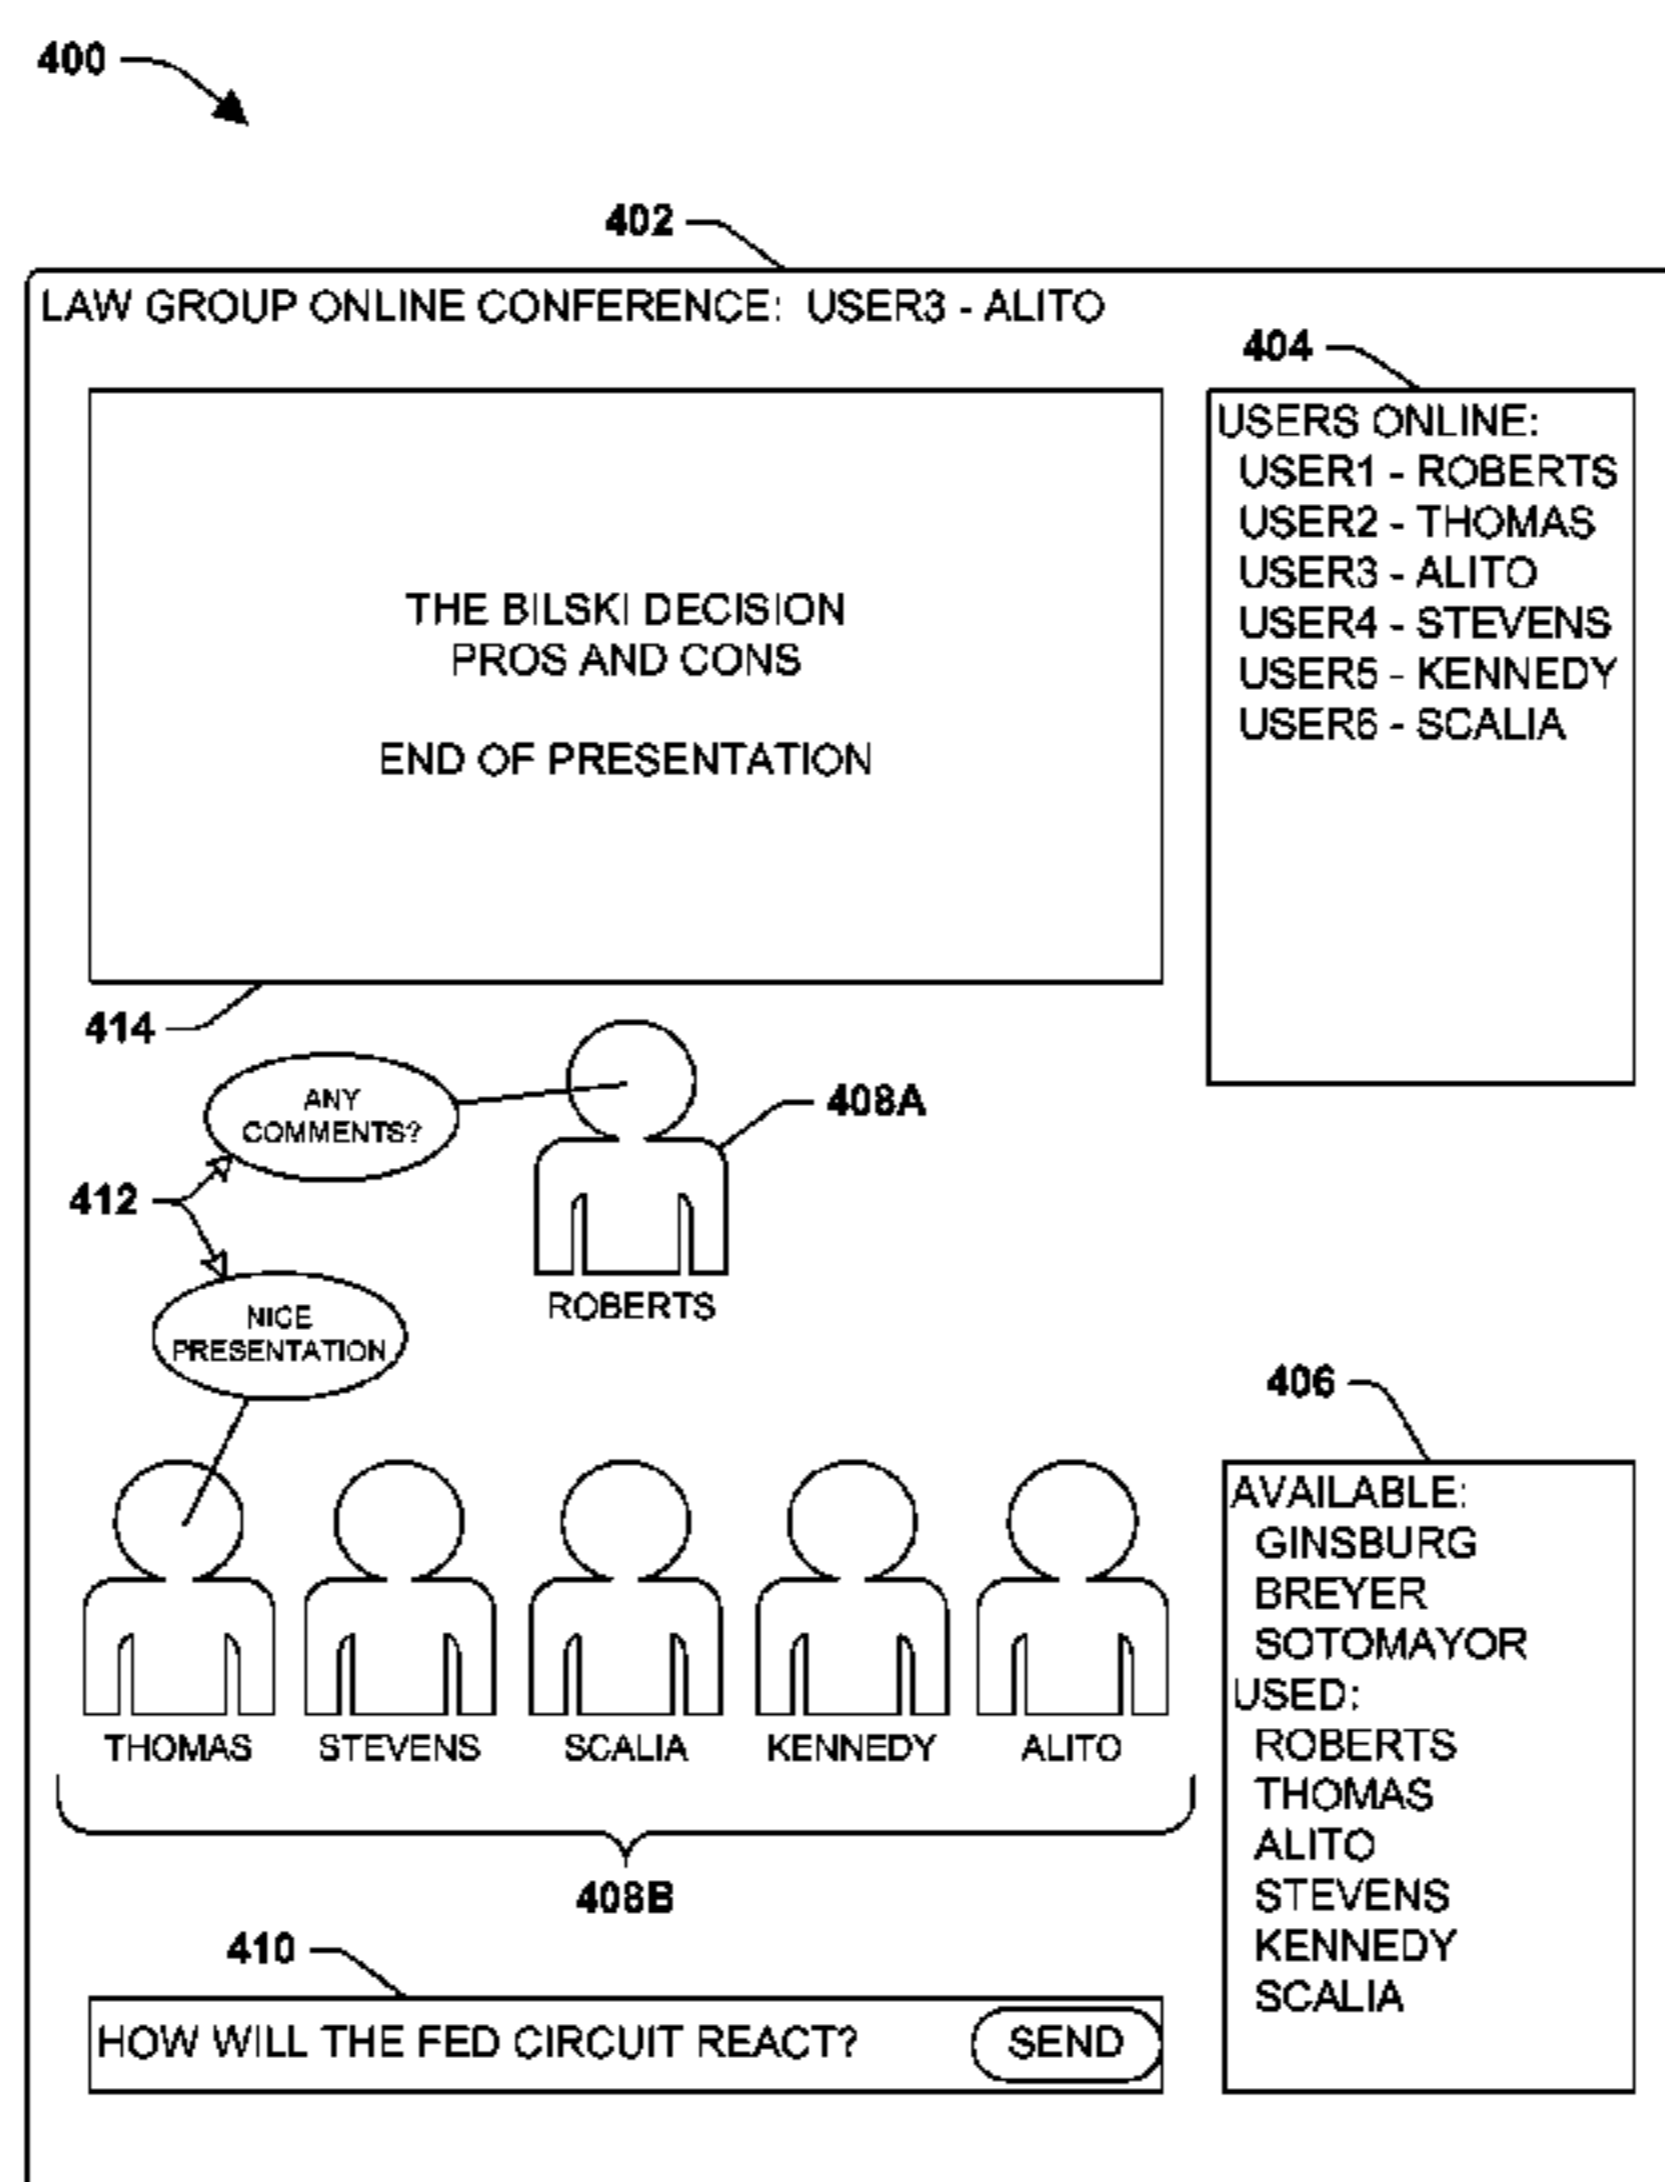 400
402
LAW GROUP ONLINE CONFERENCE: USER3 - ALITO
404
USERS ONLINE:
USER1 - ROBERTS
USER2 - THOMAS
USER3 - ALITO
USER4 - STEVENS
USER5 - KENNEDY
USER6 - SCALIA
THE BILSKI DECISION
PROS AND CONS
END OF PRESENTATION
414
ANY
COMMENTS?
408A
412
ROBERTS
NICE
PRESENTATION
406
AVAILABLE:
GINSBURG
BREYER
SOTOMAYOR
USED:
ROBERTS
THOMAS
ALITO
STEVENS
KENNEDY
SCALIA
THOMAS STEVENS SCALIA KENNEDY ALITO
408B
410
HOW WILL THE FED CIRCUIT REACT? SEND